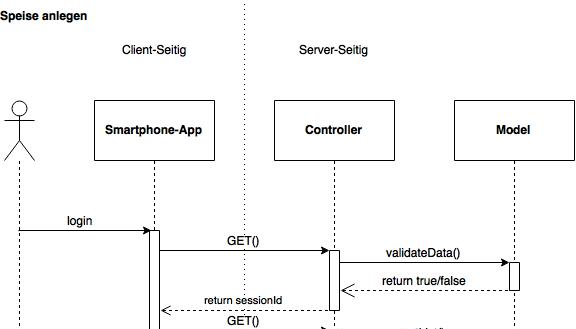 Speise anlegen
Client-Seitig
Server-Seitig
Smartphone-App
Controller
Model
login
GET()
validateData()
return true/false
return sessionId
GET()